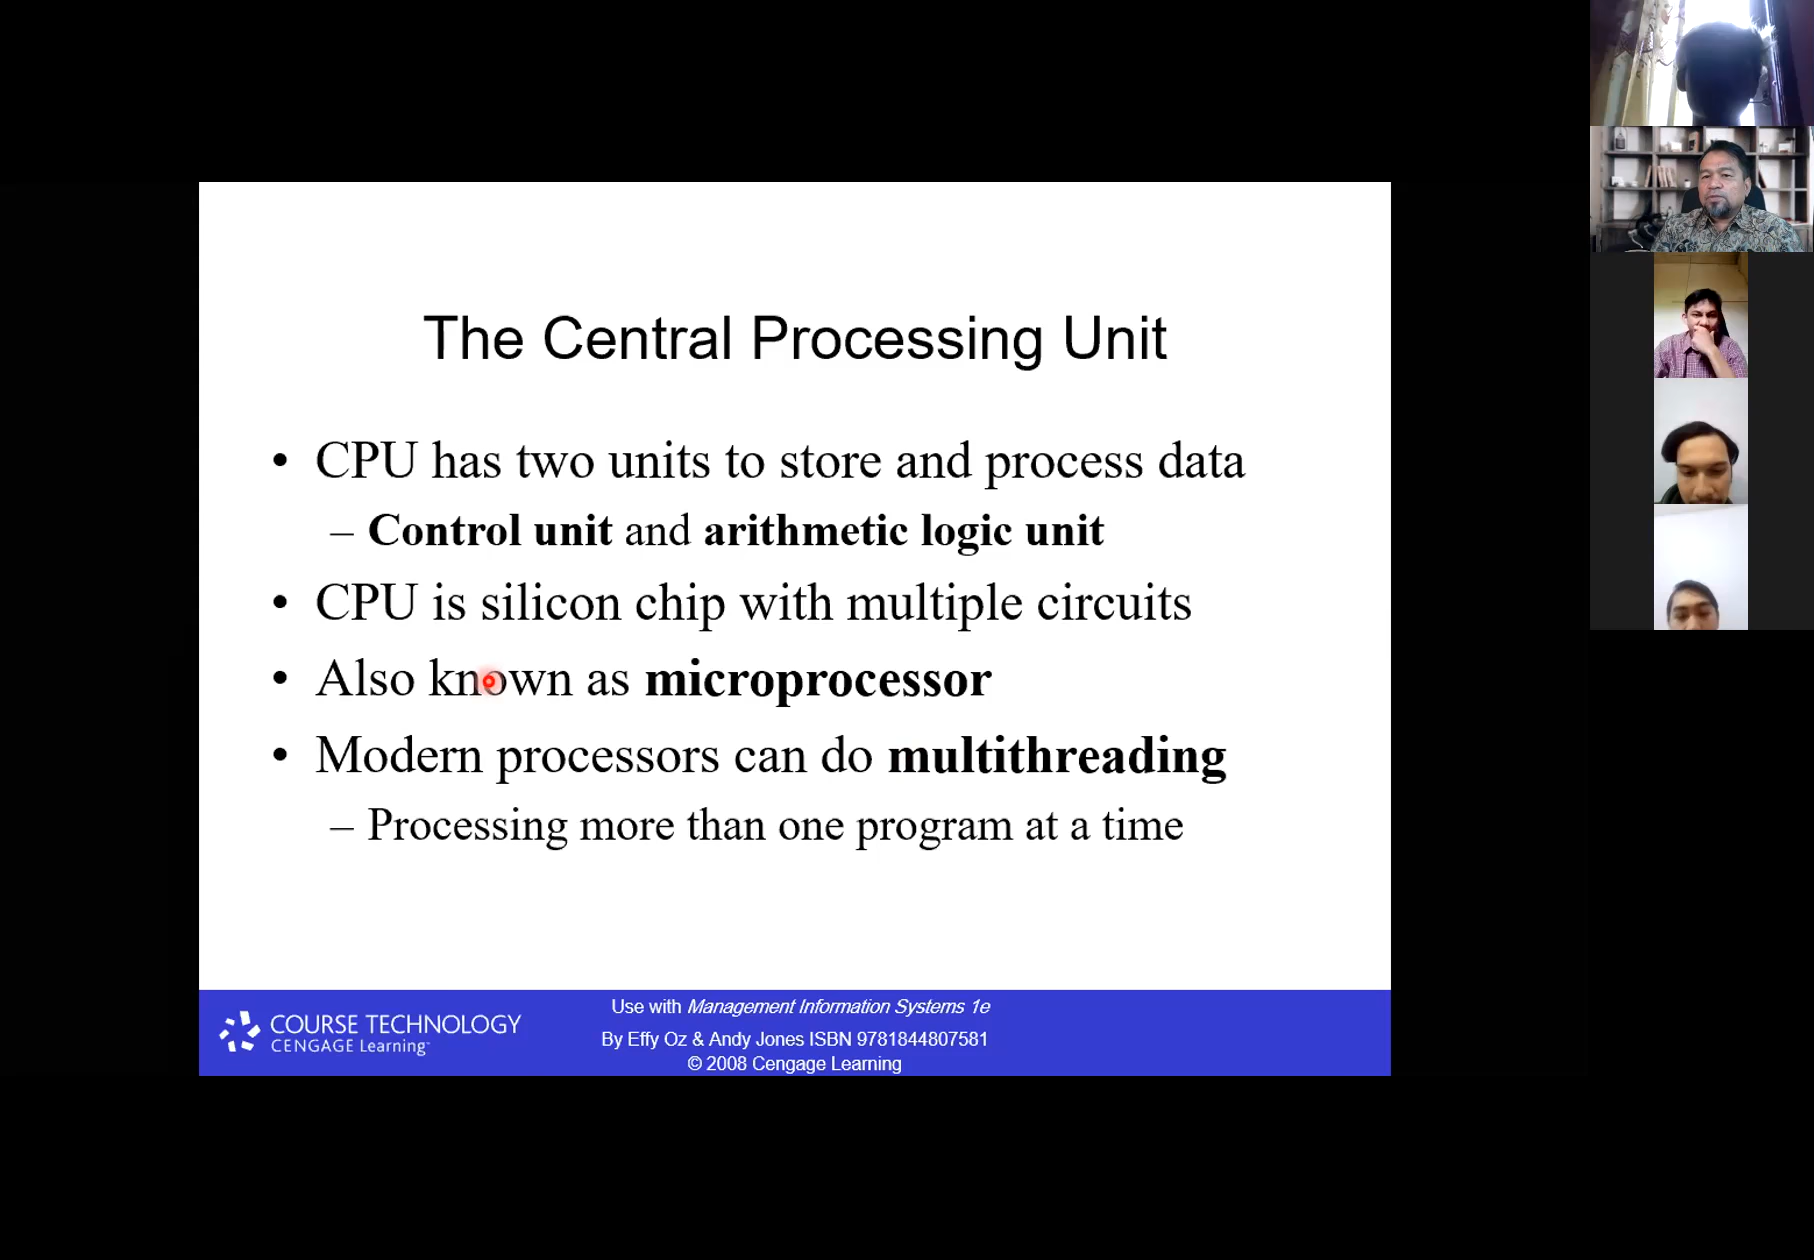 The Central Processing Unit
• CPU has two units to store and process data
– Control unit and arithmetic logic unit
• CPU is silicon chip with multiple circuits
• Also known as microprocessor
• Modern processors can do multithreading
– Processing more than one program at a time
COURSE TECHNOLOGY
CENGAGE Learning™
Use with Management Information Systems 1e
By Effy Oz & Andy Jones ISBN 9781844807581
© 2008 Cengage Learning